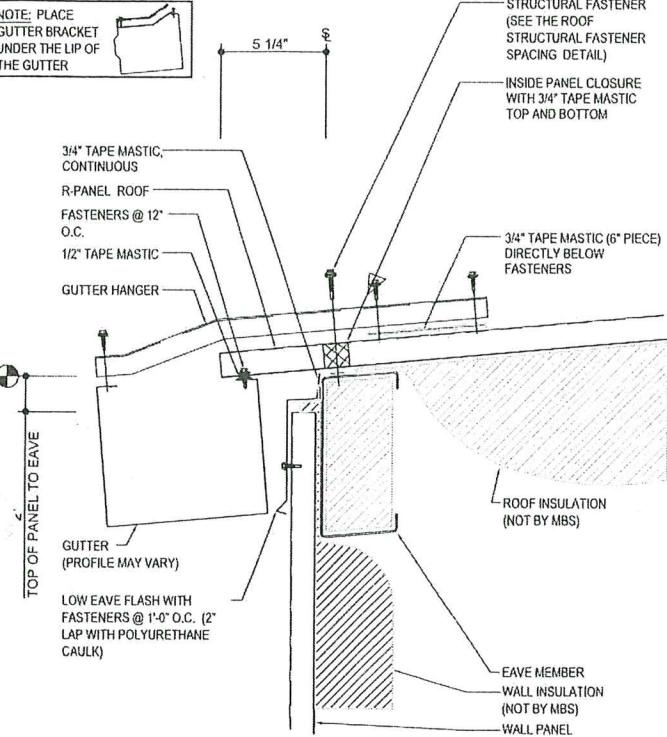 NOTE: PLACE
GUTTER BRACKET
UNDER THE LIP OF
THE GUTTER
5 1/4"
STRUCTURAL FASTENER
(SEE THE ROOF
STRUCTURAL FASTENER
SPACING DETAIL)
INSIDE PANEL CLOSURE
WITH 3/4" TAPE MASTIC
TOP AND BOTTOM
3/4" TAPE MASTIC,
CONTINUOUS
R-PANEL ROOF
FASTENERS @ 12"
O.C.
1/2" TAPE MASTIC
GUTTER HANGER
3/4" TAPE MASTIC (6" PIECE)
DIRECTLY BELOW
FASTENERS
TOP OF PANEL TO EAVE
2"
ROOF INSULATION
(NOT BY MBS)
GUTTER
(PROFILE MAY VARY)
LOW EAVE FLASH WITH
FASTENERS @ 1'-0" O.C. (2"
LAP WITH POLYURETHANE
CAULK)
EAVE MEMBER
WALL INSULATION
(NOT BY MBS)
WALL PANEL